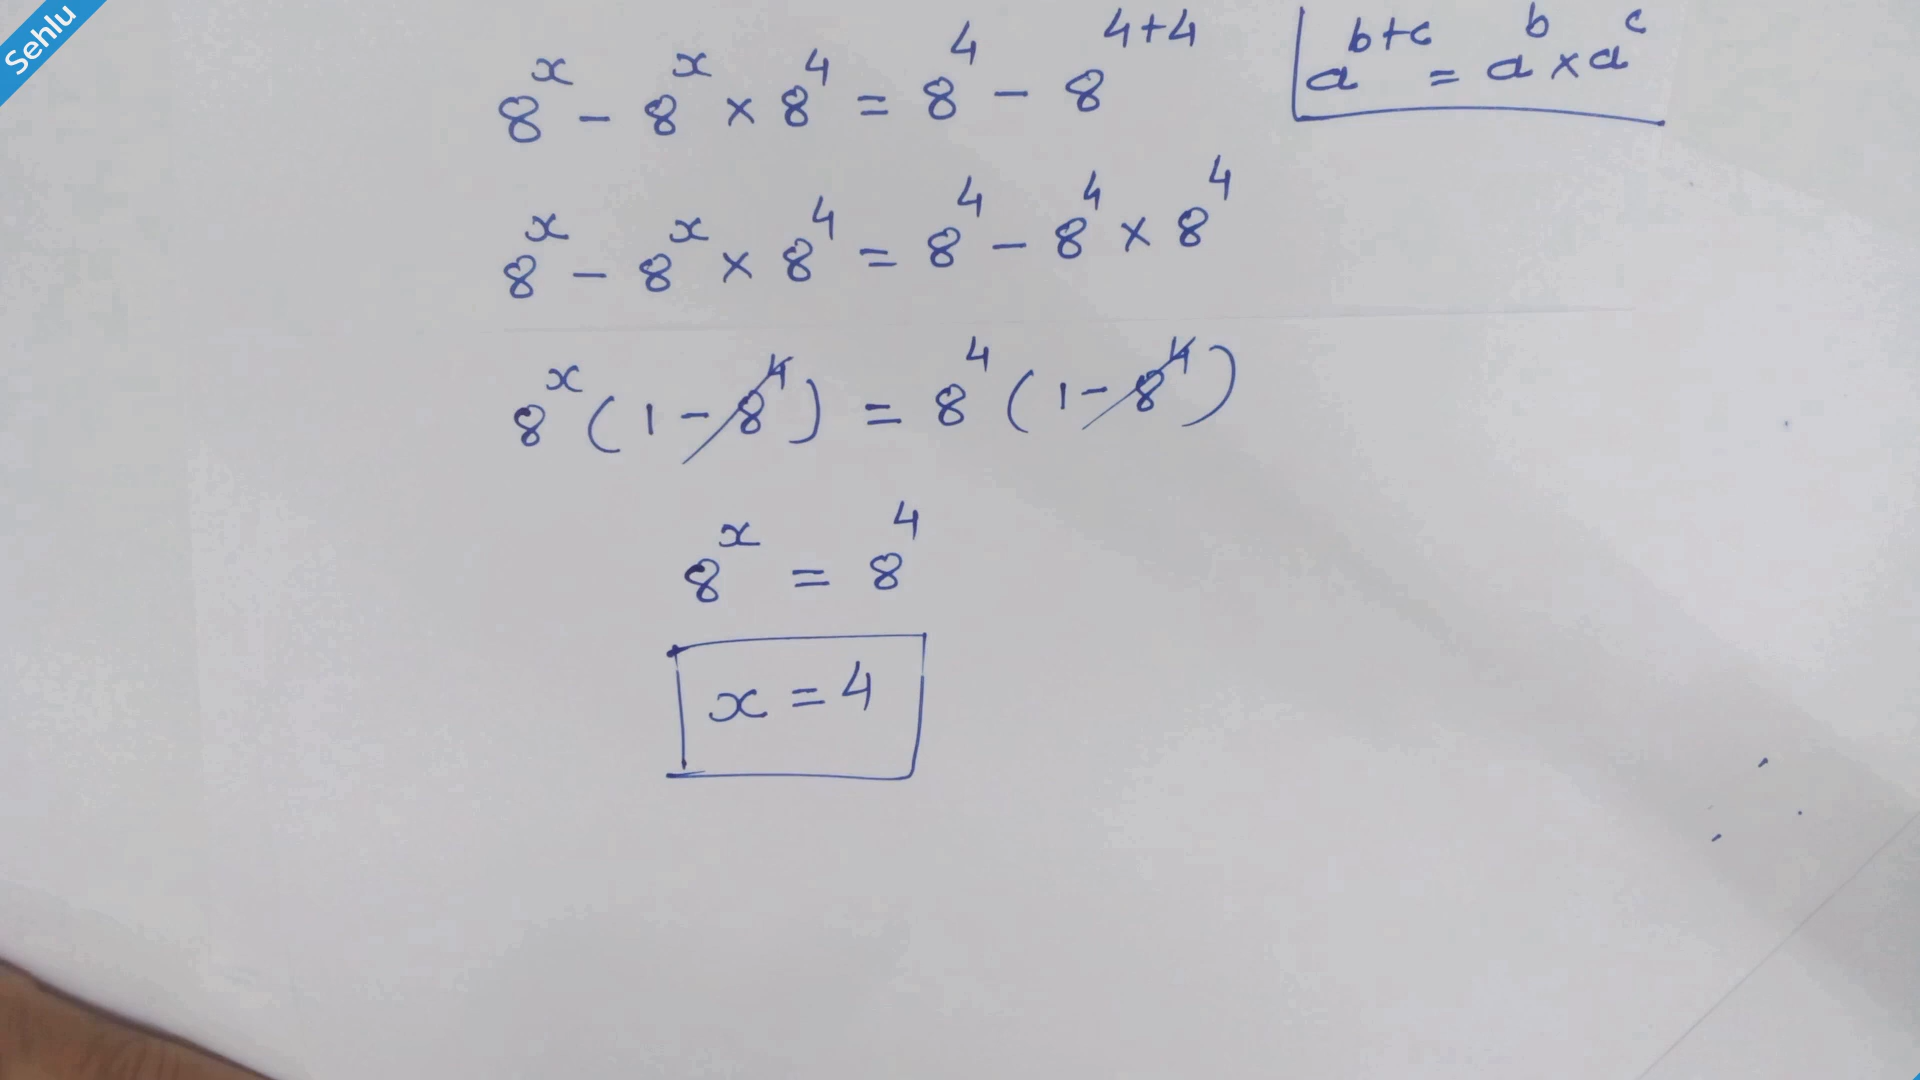 Sehlu
8^x - 8^x × 8^4 = 8^4 - 8^{4+4}
a^{b+c} = a^b × a^c
8^x - 8^x × 8^4 = 8^4 - 8^4 × 8^4
8^x (1 - 8^4) = 8^4 (1 - 8^4)
8^x = 8^4
x = 4